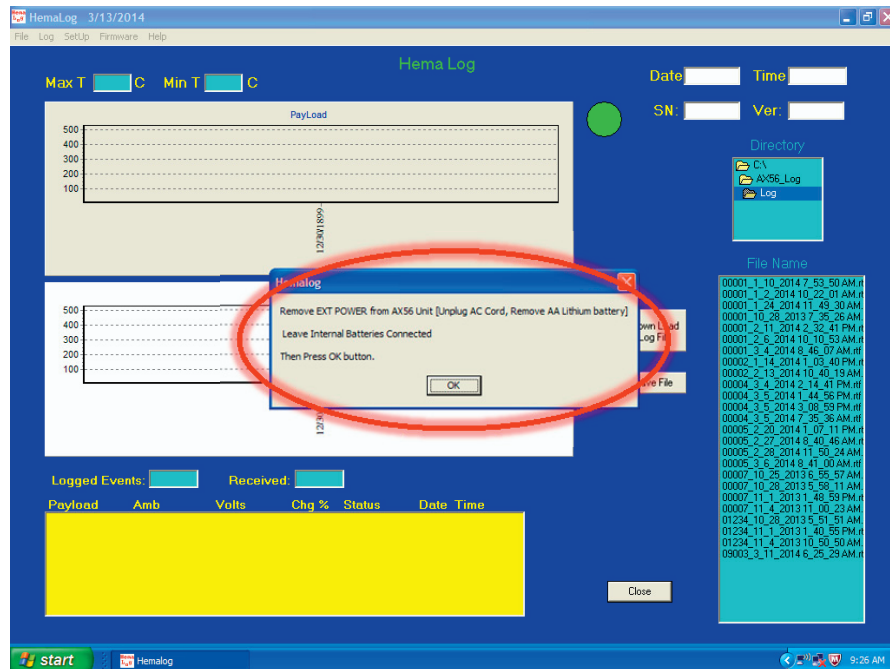 HemaLog 3/13/2014
File Log SetUp Firmware Help
Hema Log
Max T C Min T C
Date Time
SN: Ver:
PayLoad
500
400
300
200
100
12/30/1899
Directory
C:\
AX56_Log
Log
Hemalog
Remove EXT POWER from AX56 Unit [Unplug AC Cord, Remove AA Lithium battery]
Leave Internal Batteries Connected
Then Press OK button.
OK
500
400
300
200
100
Log
File
File Name
00001_1_10_2014 7_53_50 AM.r
00001_1_2_2014 10_22_01 AM.r
00001_1_24_2014 11_49_30 AM.
00001_10_28_2013 7_35_26 AM.
00001_2_11_2014 2_32_41 PM.r
00001_2_6_2014 10_10_53 AM.r
00001_3_4_2014 8_46_07 AM.rt
00002_1_14_2014 1_03_40 PM.r
00002_2_13_2014 10_40_19 AM.
00004_3_4_2014 2_14_41 PM.rt
00004_3_5_2014 1_44_56 PM.rt
00004_3_5_2014 3_08_59 PM.rt
00004_3_5_2014 7_35_36 AM.rt
00005_2_20_2014 1_07_11 PM.r
00005_2_27_2014 8_40_46 AM.r
00005_2_28_2014 11_50_24 AM.
00005_3_6_2014 8_41_00 AM.rt
00007_10_25_2013 6_55_57 AM.
00007_10_28_2013 5_58_11 AM.
00007_11_1_2013 1_48_59 PM.r
00007_11_4_2013 11_00_23 AM.
01234_10_28_2013 5_51_51 AM.
01234_11_1_2013 1_40_55 PM.r
01234_11_4_2013 10_50_50 AM.
09003_3_11_2014 6_25_29 AM.r
Logged Events: Received:
Payload Amb Volts Chg % Status Date Time
Close
start Hemalog 9:26 AM